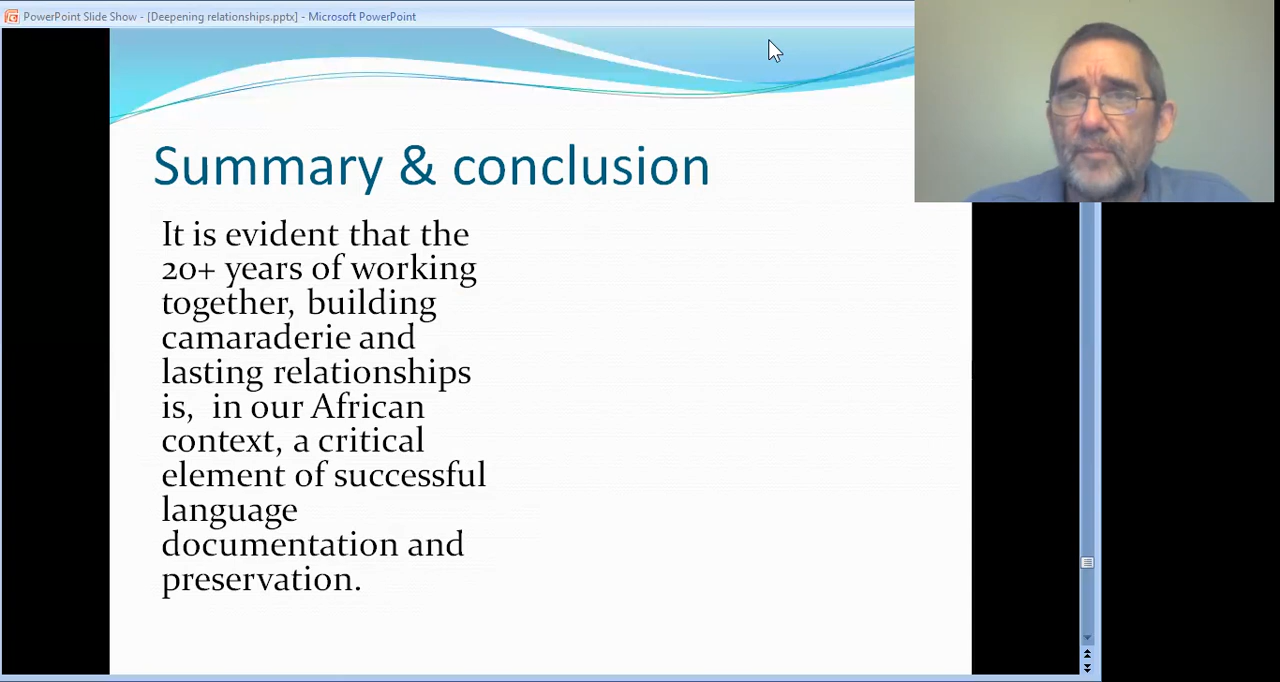 PowerPoint Slide Show - [Deepening relationships.pptx] - Microsoft PowerPoint
Summary & conclusion
It is evident that the
20+ years of working
together, building
camaraderie and
lasting relationships
is, in our African
context, a critical
element of successful
language
documentation and
preservation.